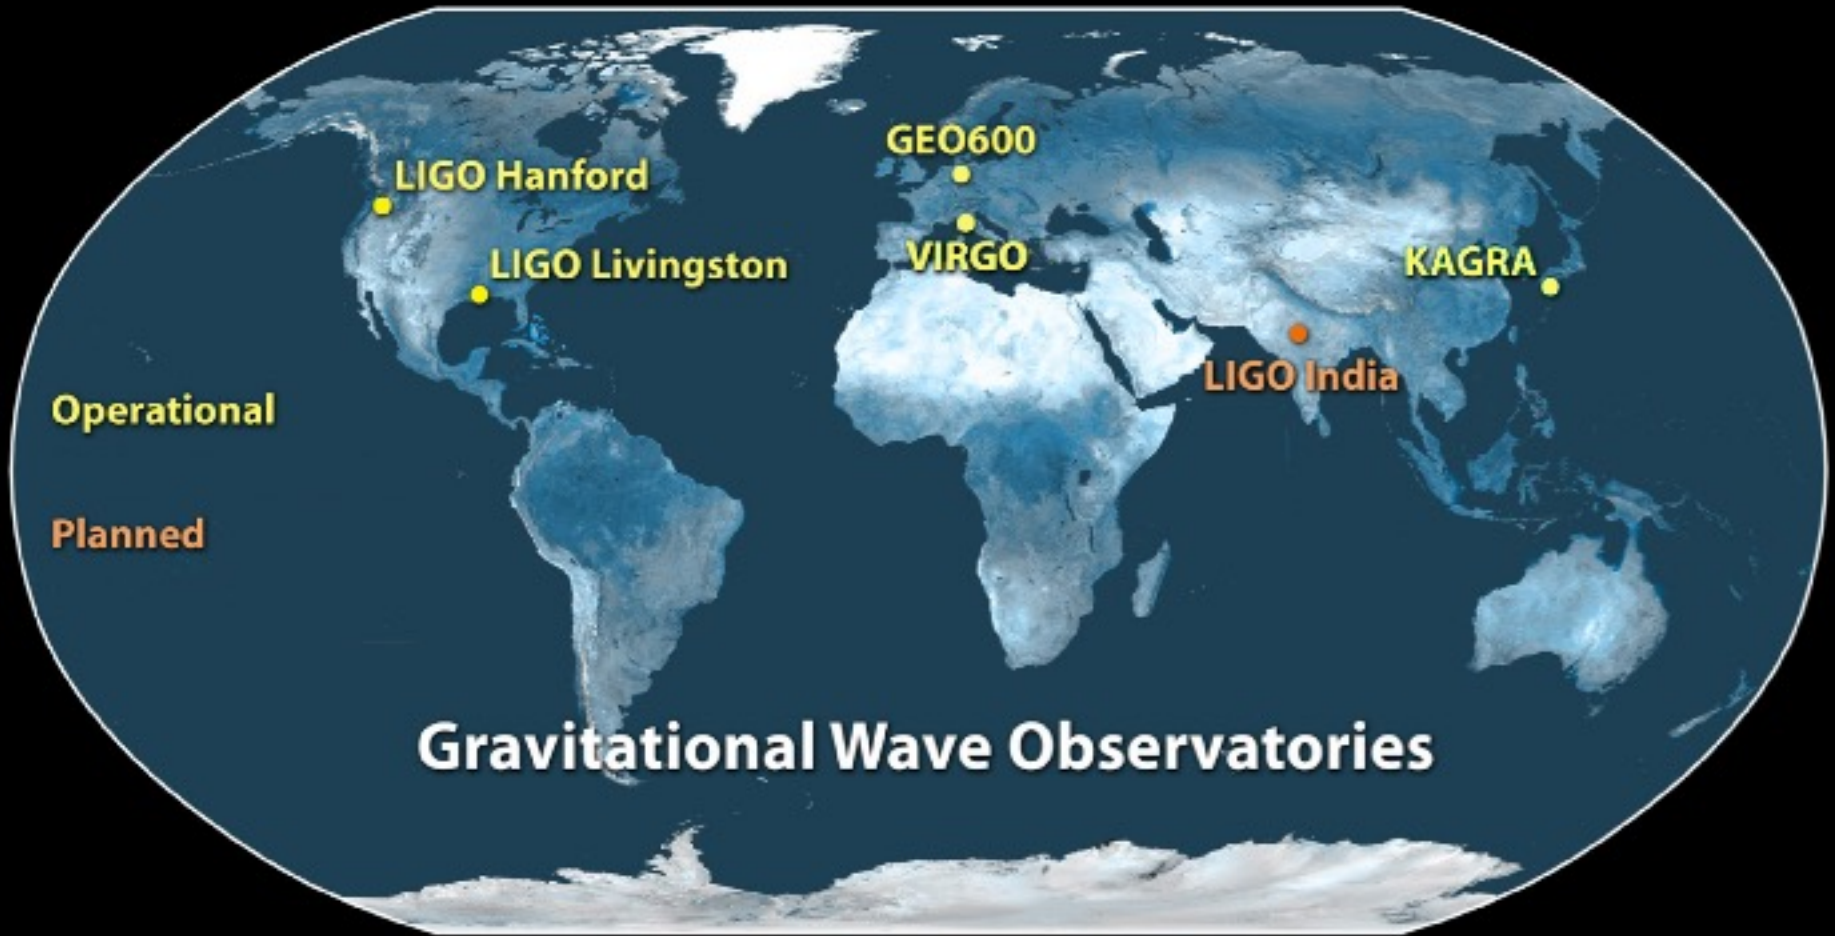 GEO600
LIGO Hanford
VIRGO
LIGO Livingston
KAGRA
LIGO India
Operational
Planned
Gravitational Wave Observatories